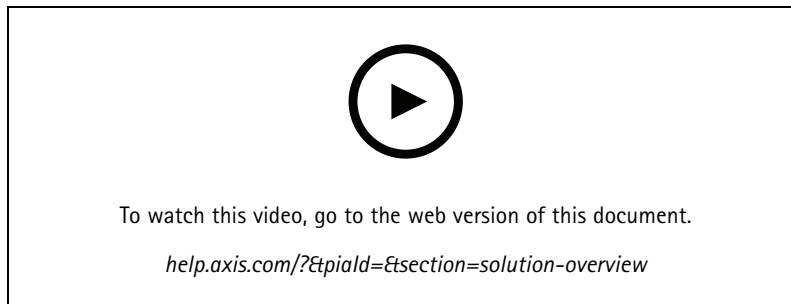 To watch this video, go to the web version of this document.
help.axis.com/?&piaId=&section=solution-overview